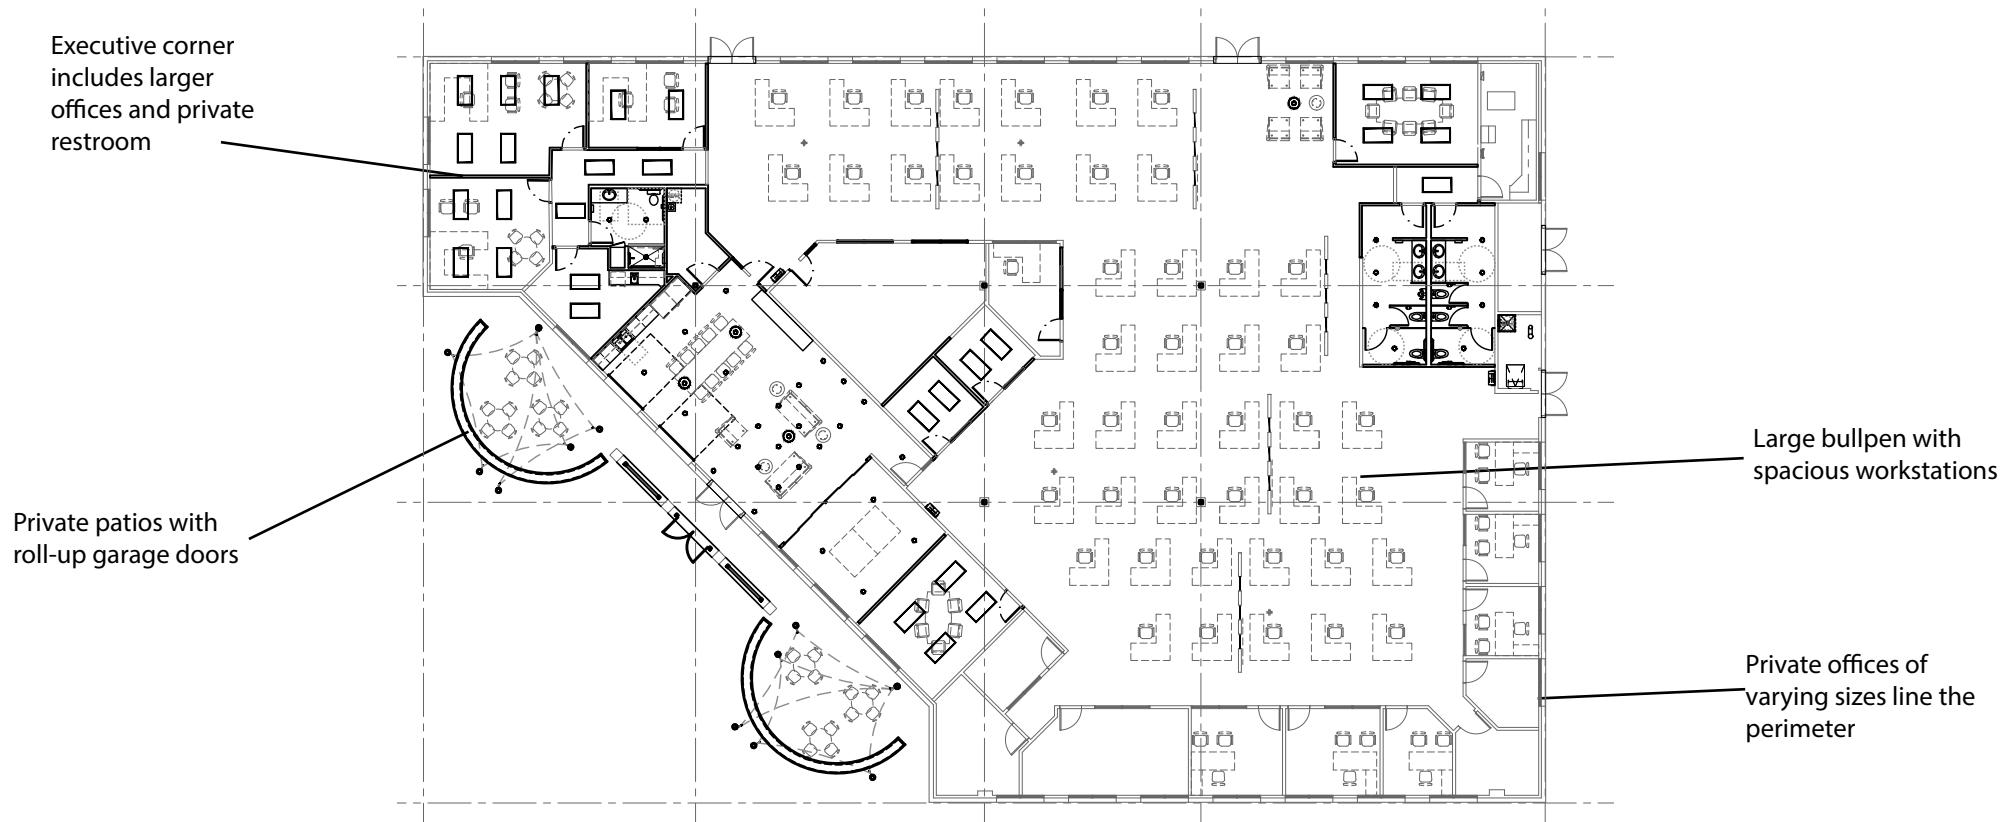 Executive corner
includes larger
offices and private
restroom
Private patios with
roll-up garage doors
Large bullpen with
spacious workstations
Private offices of
varying sizes line the
perimeter